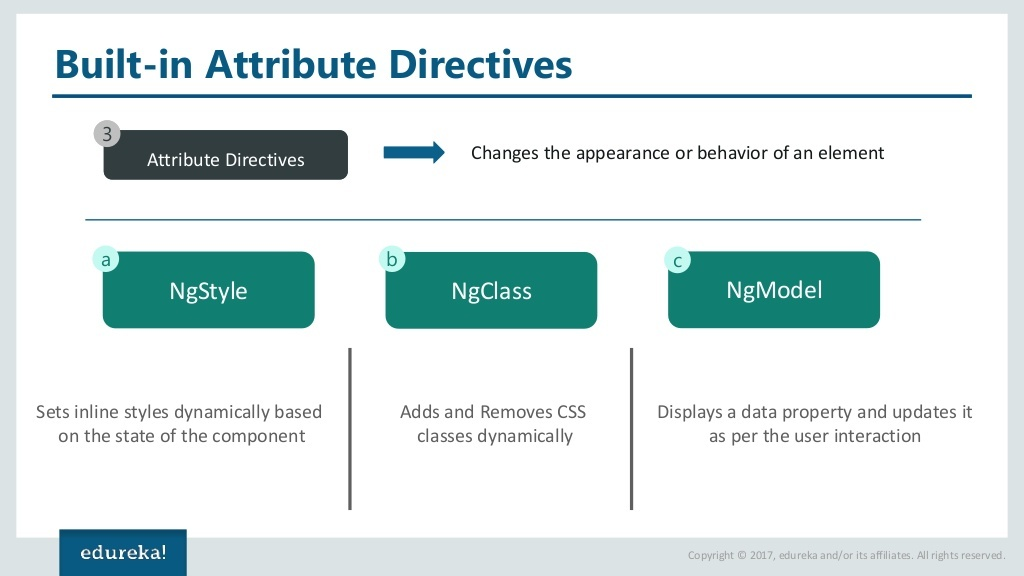 Built-in Attribute Directives
3
Attribute Directives
Changes the appearance or behavior of an element
a
NgStyle
b
NgClass
c
NgModel
Sets inline styles dynamically based
on the state of the component
Adds and Removes CSS
classes dynamically
Displays a data property and updates it
as per the user interaction
edureka!
Copyright © 2017, edureka and/or its affiliates. All rights reserved.